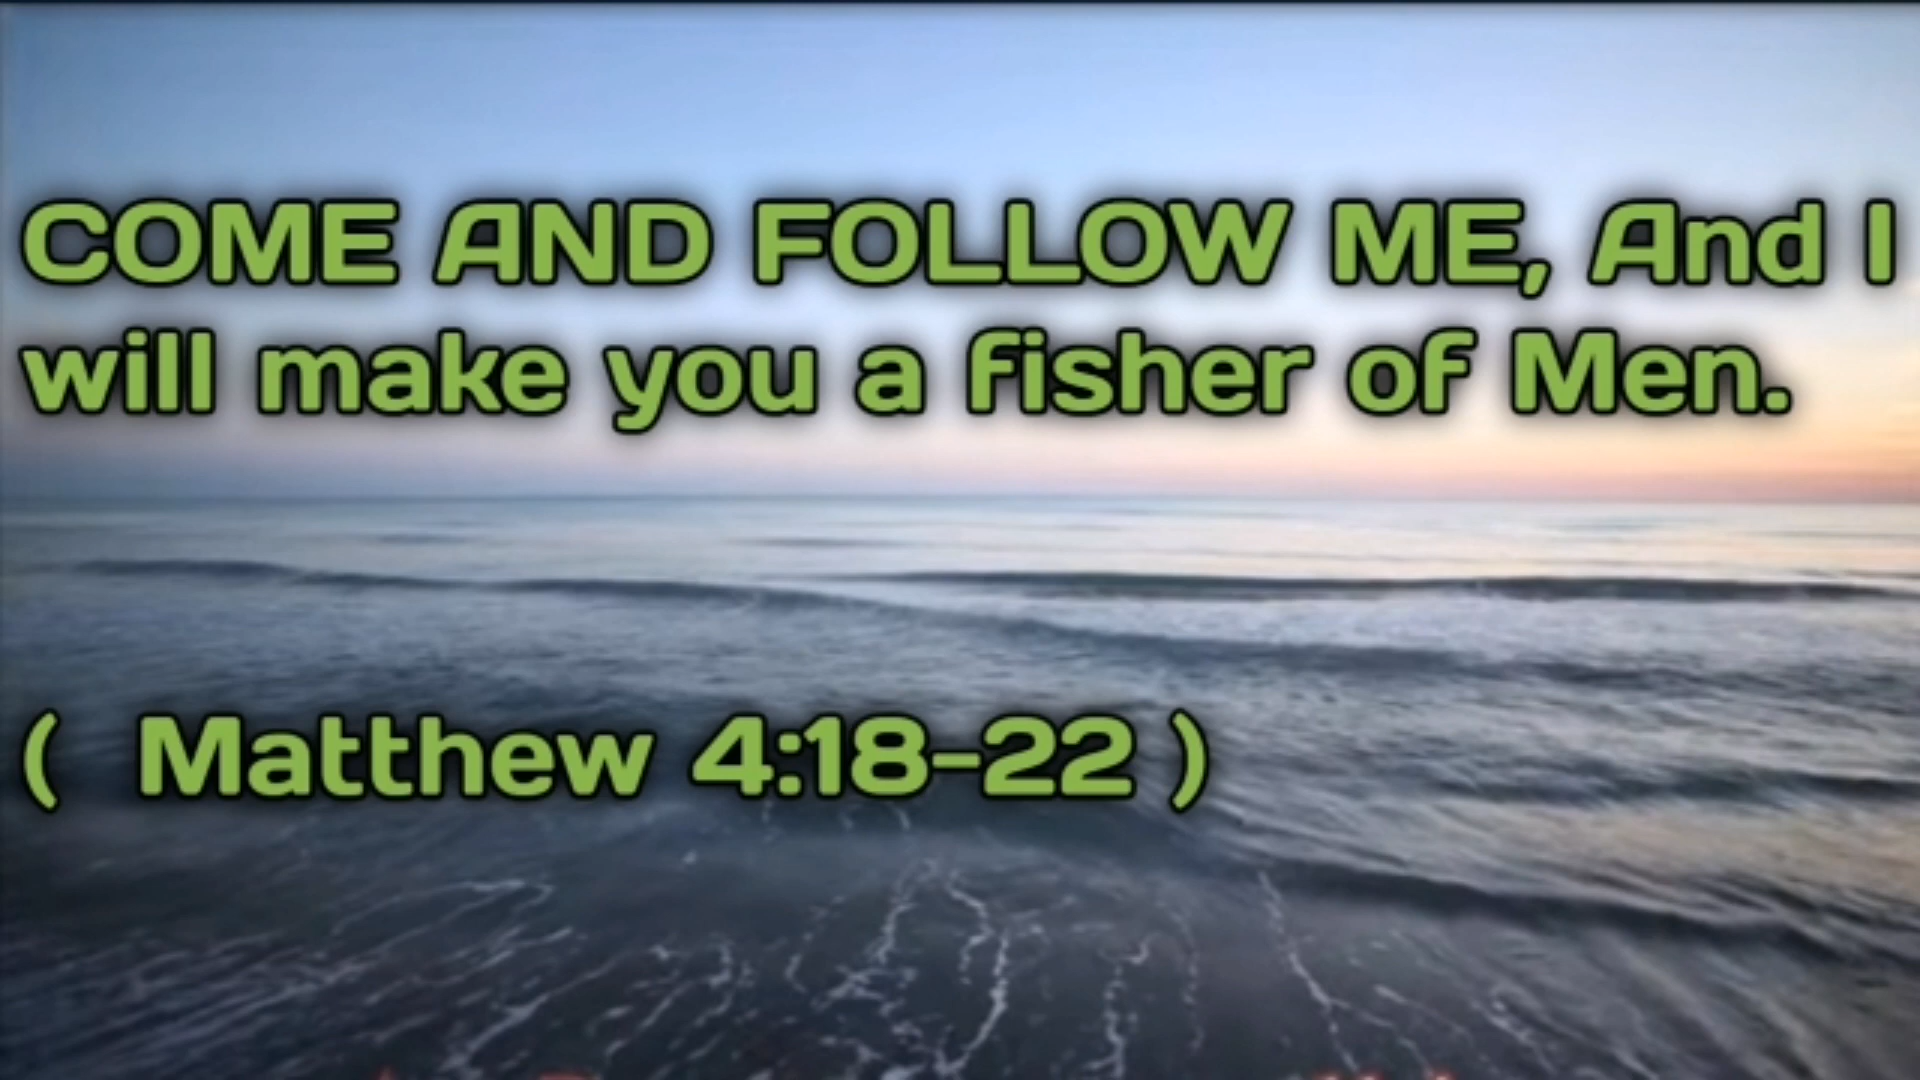 COME AND FOLLOW ME, And I
will make you a fisher of Men.
( Matthew 4:18-22 )